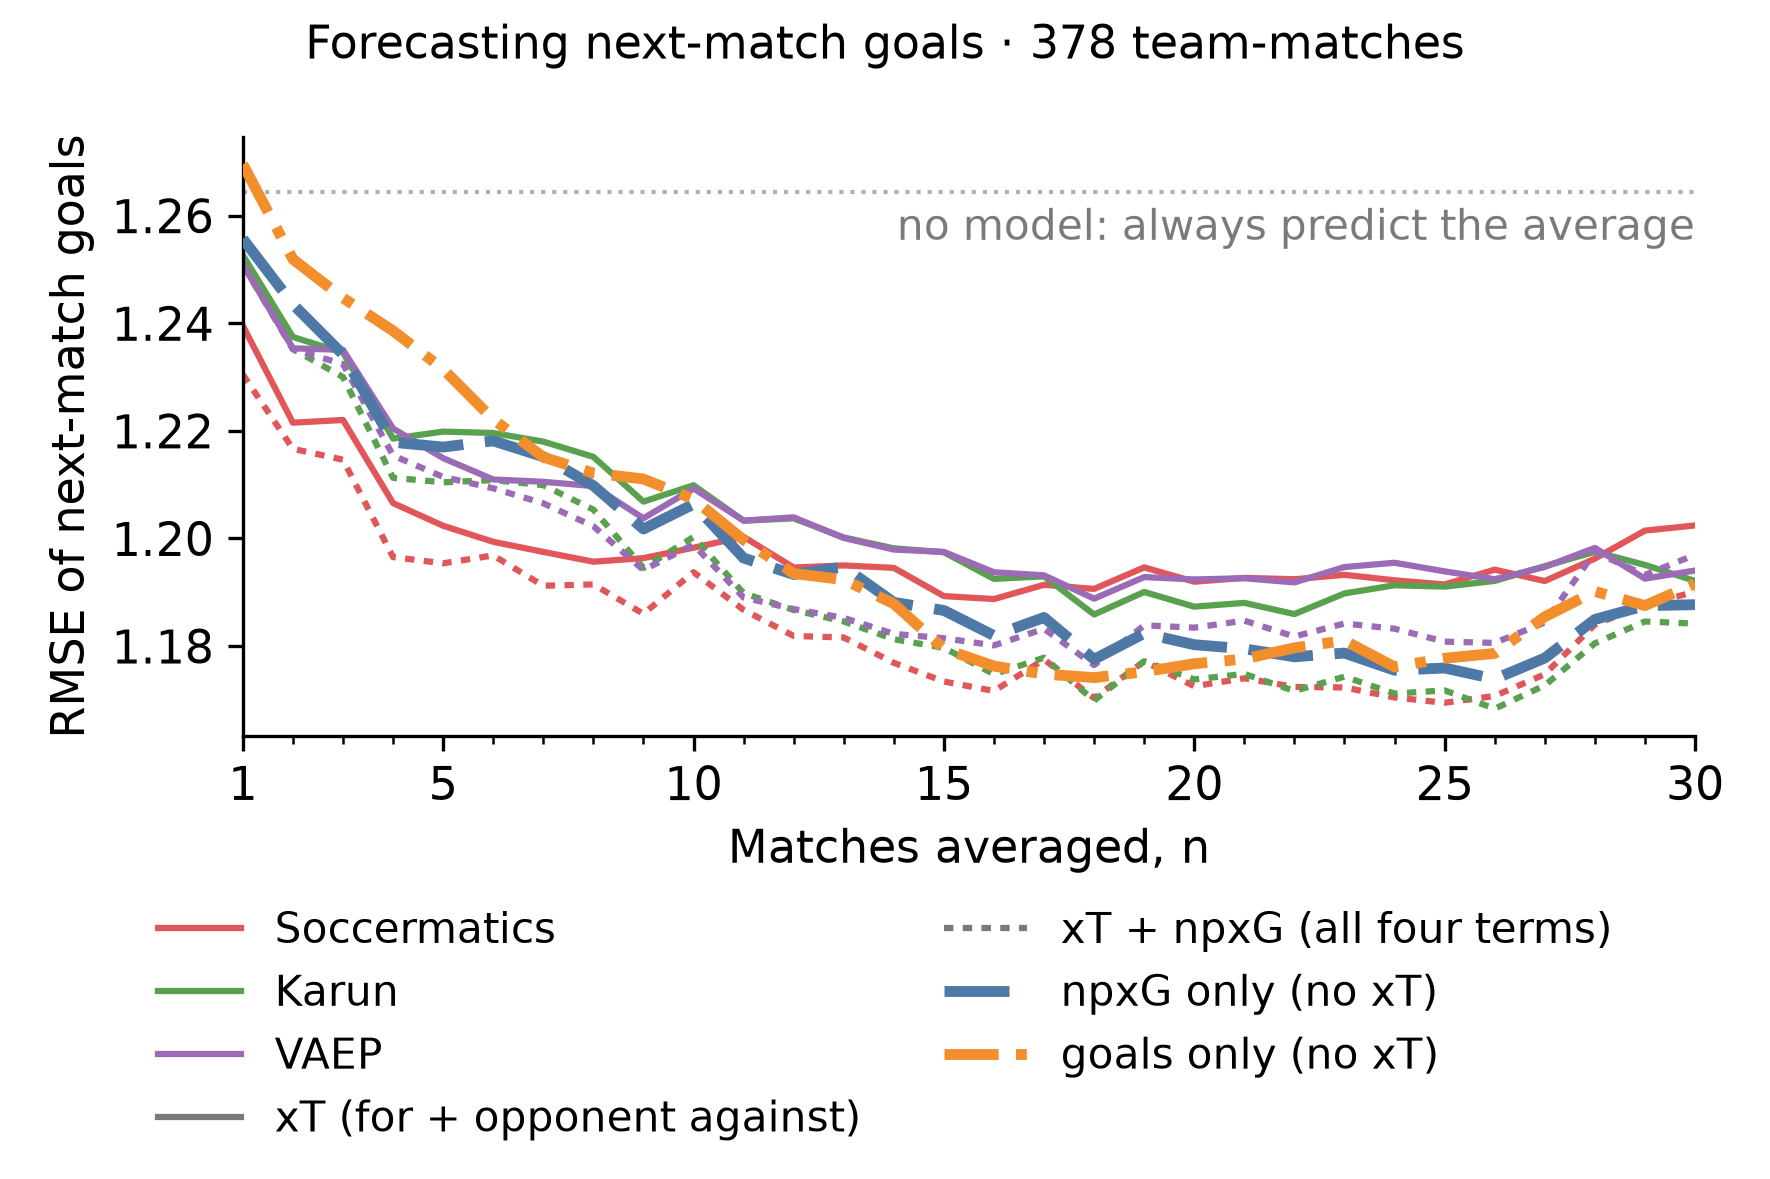 Forecasting next-match goals · 378 team-matches
RMSE of next-match goals
1.26
1.24
1.22
1.20
1.18
no model: always predict the average
1 5 10 15 20 25 30
Matches averaged, n
Soccermatics
Karun
VAEP
xT (for + opponent against)
xT + npxG (all four terms)
npxG only (no xT)
goals only (no xT)